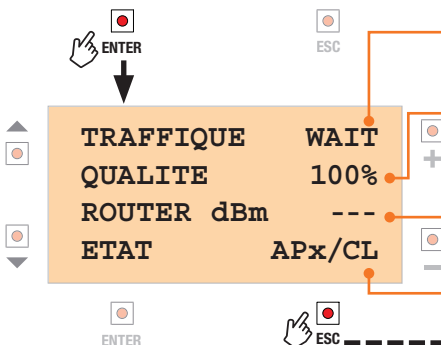 ENTER
ESC
TRAFFIQUE WAIT
QUALITE 100%
+
ROUTER dBm ---
ETAT APx/CL
—
ENTER
ESC